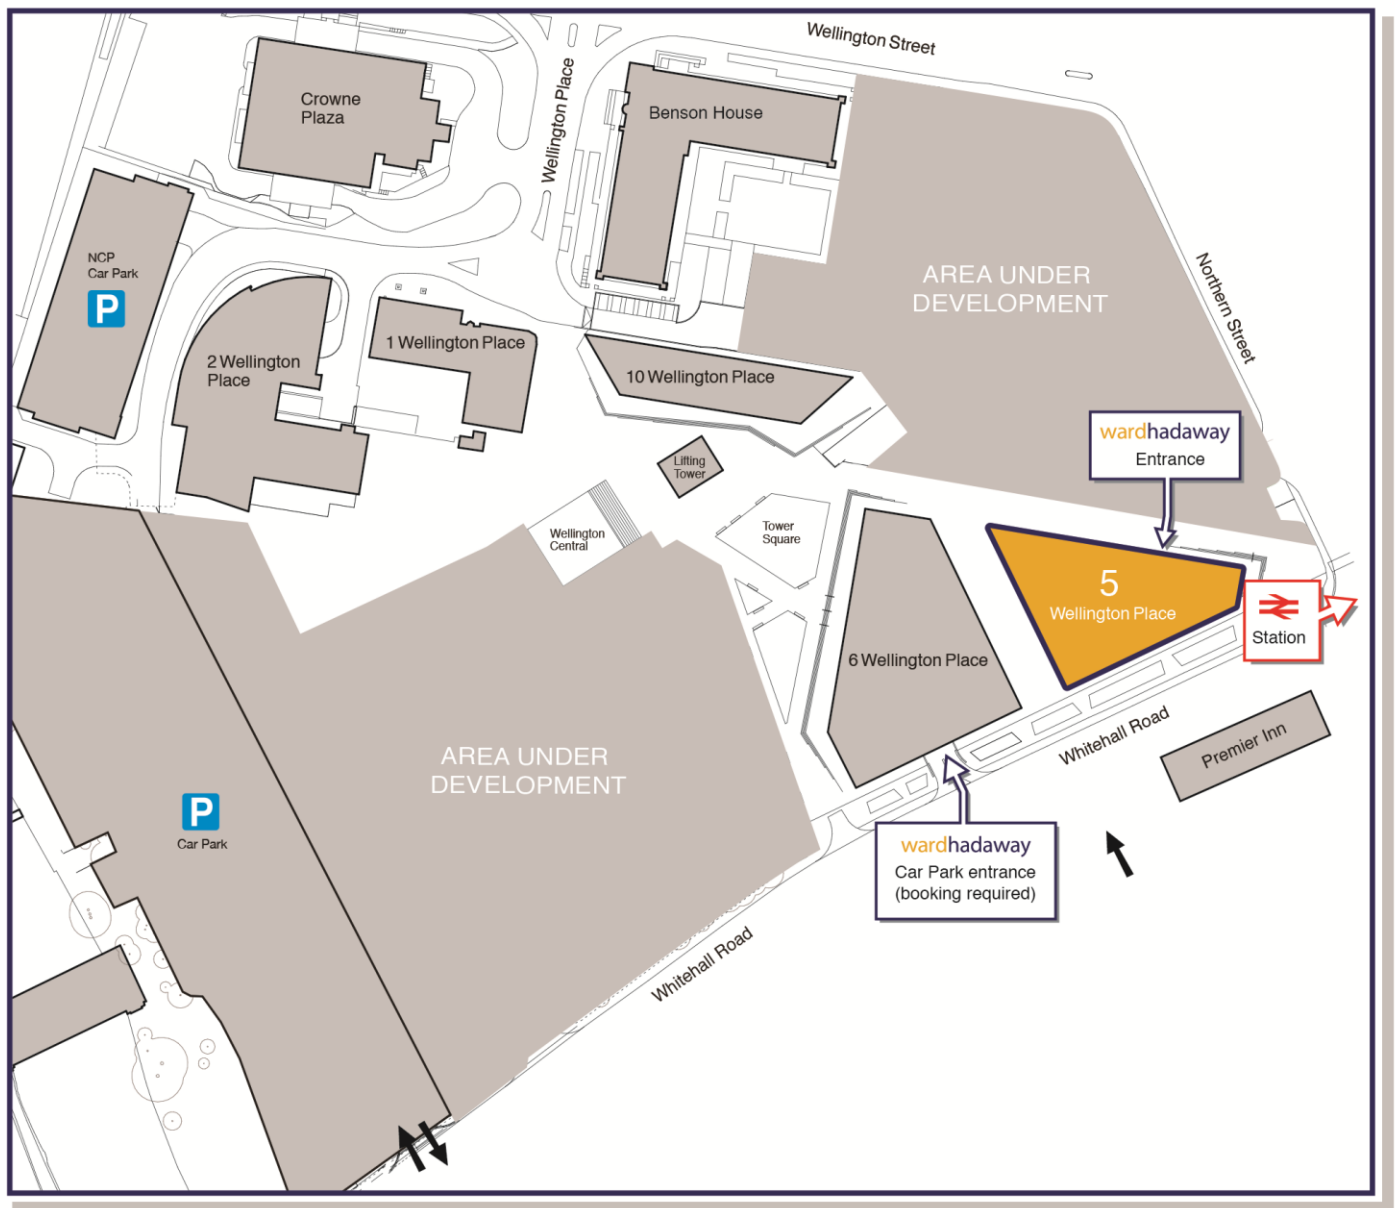 Wellington Street
Crowne
Plaza
Wellington Place
Benson House
NCP
Car Park
P
AREA UNDER
DEVELOPMENT
Northern Street
2 Wellington
Place
1 Wellington Place
10 Wellington Place
wardhadaway
Entrance
Lifting
Tower
Wellington
Central
Tower
Square
5
Wellington Place
Station
6 Wellington Place
Whitehall Road
Premier Inn
AREA UNDER
DEVELOPMENT
P
Car Park
wardhadaway
Car Park entrance
(booking required)
Whitehall Road